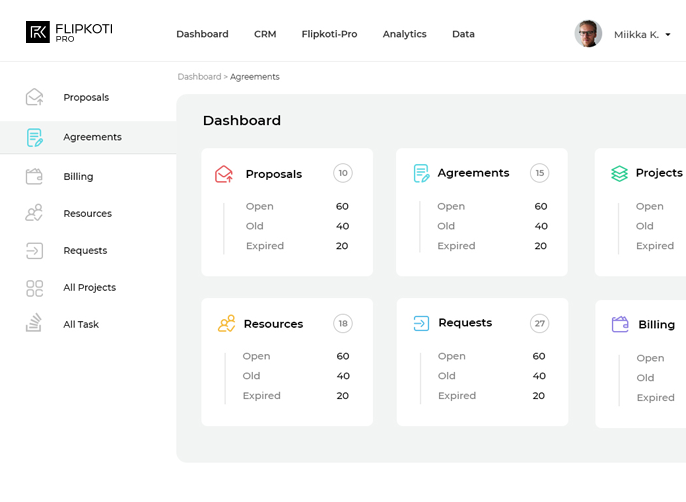 FLIPKOTI
PRO
Dashboard CRM Flipkoti-Pro Analytics Data
Miikka K.
Dashboard > Agreements
Proposals
Agreements
Billing
Resources
Requests
All Projects
All Task
Dashboard
Proposals 10
Open 60
Old 40
Expired 20
Agreements 15
Open 60
Old 40
Expired 20
Projects
Open
Old
Expired
Resources 18
Open 60
Old 40
Expired 20
Requests 27
Open 60
Old 40
Expired 20
Billing
Open
Old
Expired